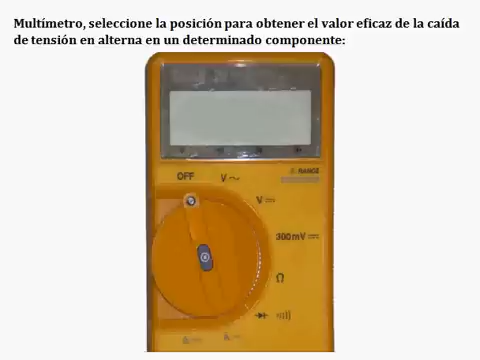 Multímetro, seleccione la posición para obtener el valor eficaz de la caída
de tensión en alterna en un determinado componente:
RANGE
OFF V~
V
300mV
Ω